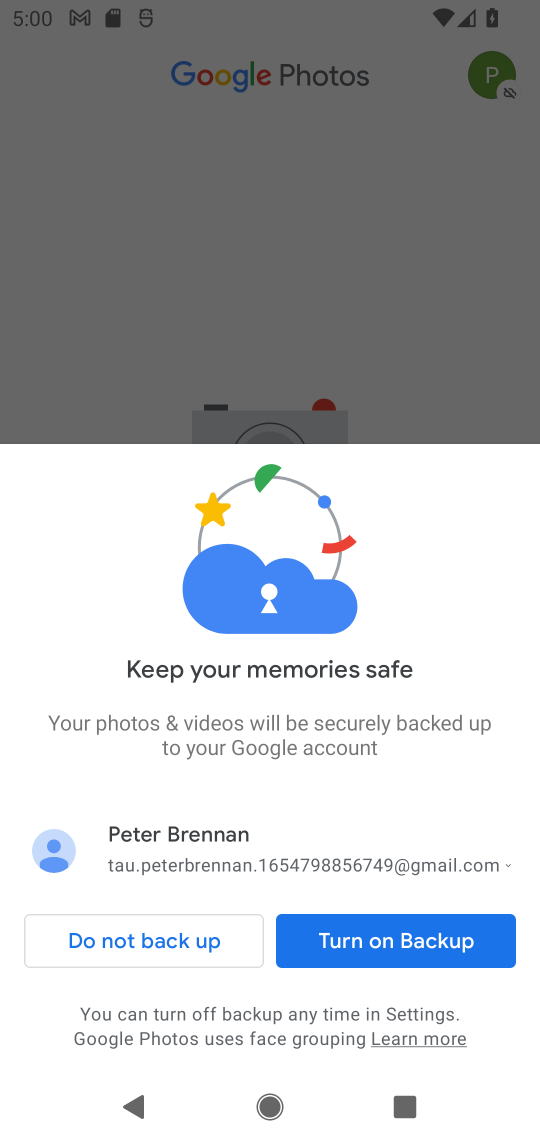 5:00
Google Photos
P
Keep your memories safe
Your photos & videos will be securely backed up
to your Google account
Peter Brennan
tau.peterbrennan.1654798856749@gmail.com
Do not back up
Turn on Backup
You can turn off backup any time in Settings.
Google Photos uses face grouping Learn more